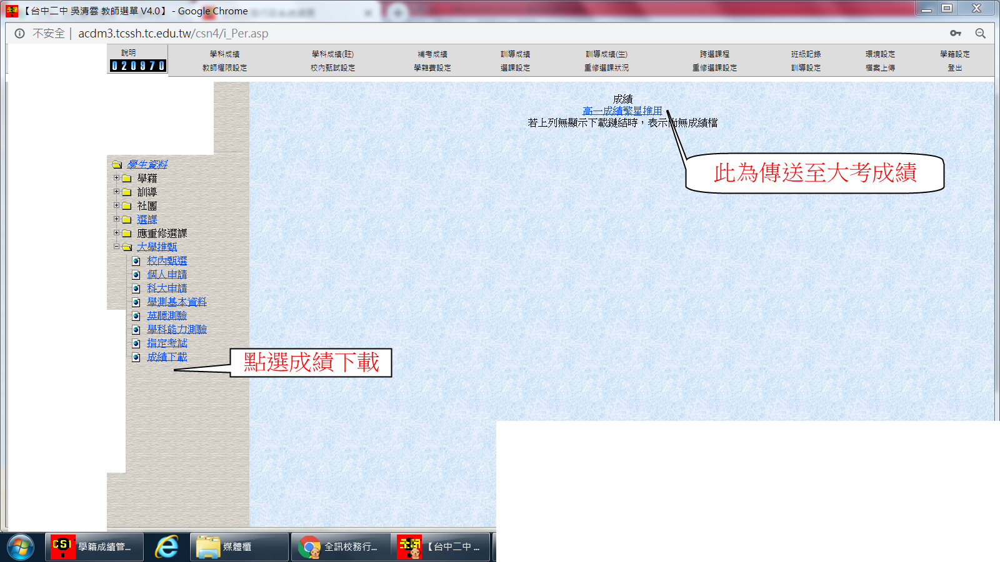 【台中二中 吳清雲 教師選單 V4.0】 - Google Chrome
不安全 | acdm3.tcssh.tc.edu.tw/csn4/i_Per.asp
說明
020970
學科成績 學科成績(註) 補考成績 訓導成績 訓導成績(生) 跨選課程 班級記錄 環境設定 學籍設定
教師權限設定 校內甄試設定 學雜費設定 選課設定 重修選課狀況 重修選課設定 訓導設定 檔案上傳 登出
成績
高一成績繁星推用
若上列無顯示下載鏈結時，表示尚無成績檔
此為傳送至大考成績
學生資料
學籍
訓導
社團
選課
應重修選課
大學推甄
校內甄選
個人申請
科大申請
學測基本資料
英聽測驗
學科能力測驗
指定考試
成績下載
點選成績下載
CS1 學籍成績管...
媒體櫃
全訊校務行...
【台中二中 ...